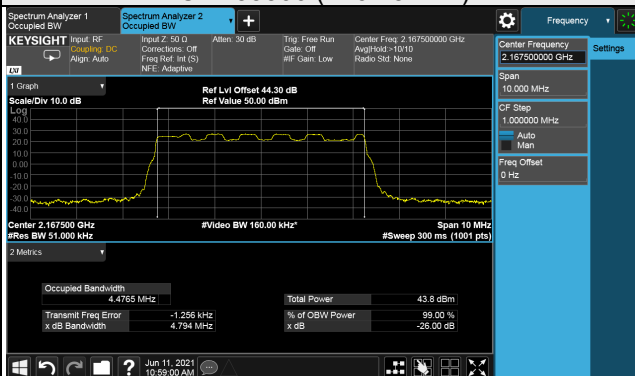 Spectrum Analyzer 1
Occupied BW
Spectrum Analyzer 2
Occupied BW
Frequency
KEYSIGHT
Input: RF
Coupling: DC
Align: Auto
Input Z: 50 Ω
Corrections: Off
Freq Ref: Int (S)
NFE: Adaptive
Atten: 30 dB
Trig: Free Run
Gate: Off
#IF Gain: Low
Center Freq: 2.167500000 GHz
Avg|Hold:>10/10
Radio Std: None
LXI
Center Frequency
2.167500000 GHz
Settings
Span
10.000 MHz
CF Step
1.000000 MHz
Auto
Man
Freq Offset
0 Hz
1 Graph
Ref Lvl Offset 44.30 dB
Scale/Div 10.0 dB
Ref Value 50.00 dBm
Log
40.0
30.0
20.0
10.0
0.00
-10.0
-20.0
-30.0
-40.0
Center 2.167500 GHz
#Video BW 160.00 kHz*
Span 10 MHz
#Res BW 51.000 kHz
#Sweep 300 ms (1001 pts)
2 Metrics
Occupied Bandwidth
4.4765 MHz
Total Power
43.8 dBm
Transmit Freq Error
-1.256 kHz
% of OBW Power
99.00 %
x dB Bandwidth
4.794 MHz
x dB
-26.00 dB
Jun 11, 2021
10:59:00 AM